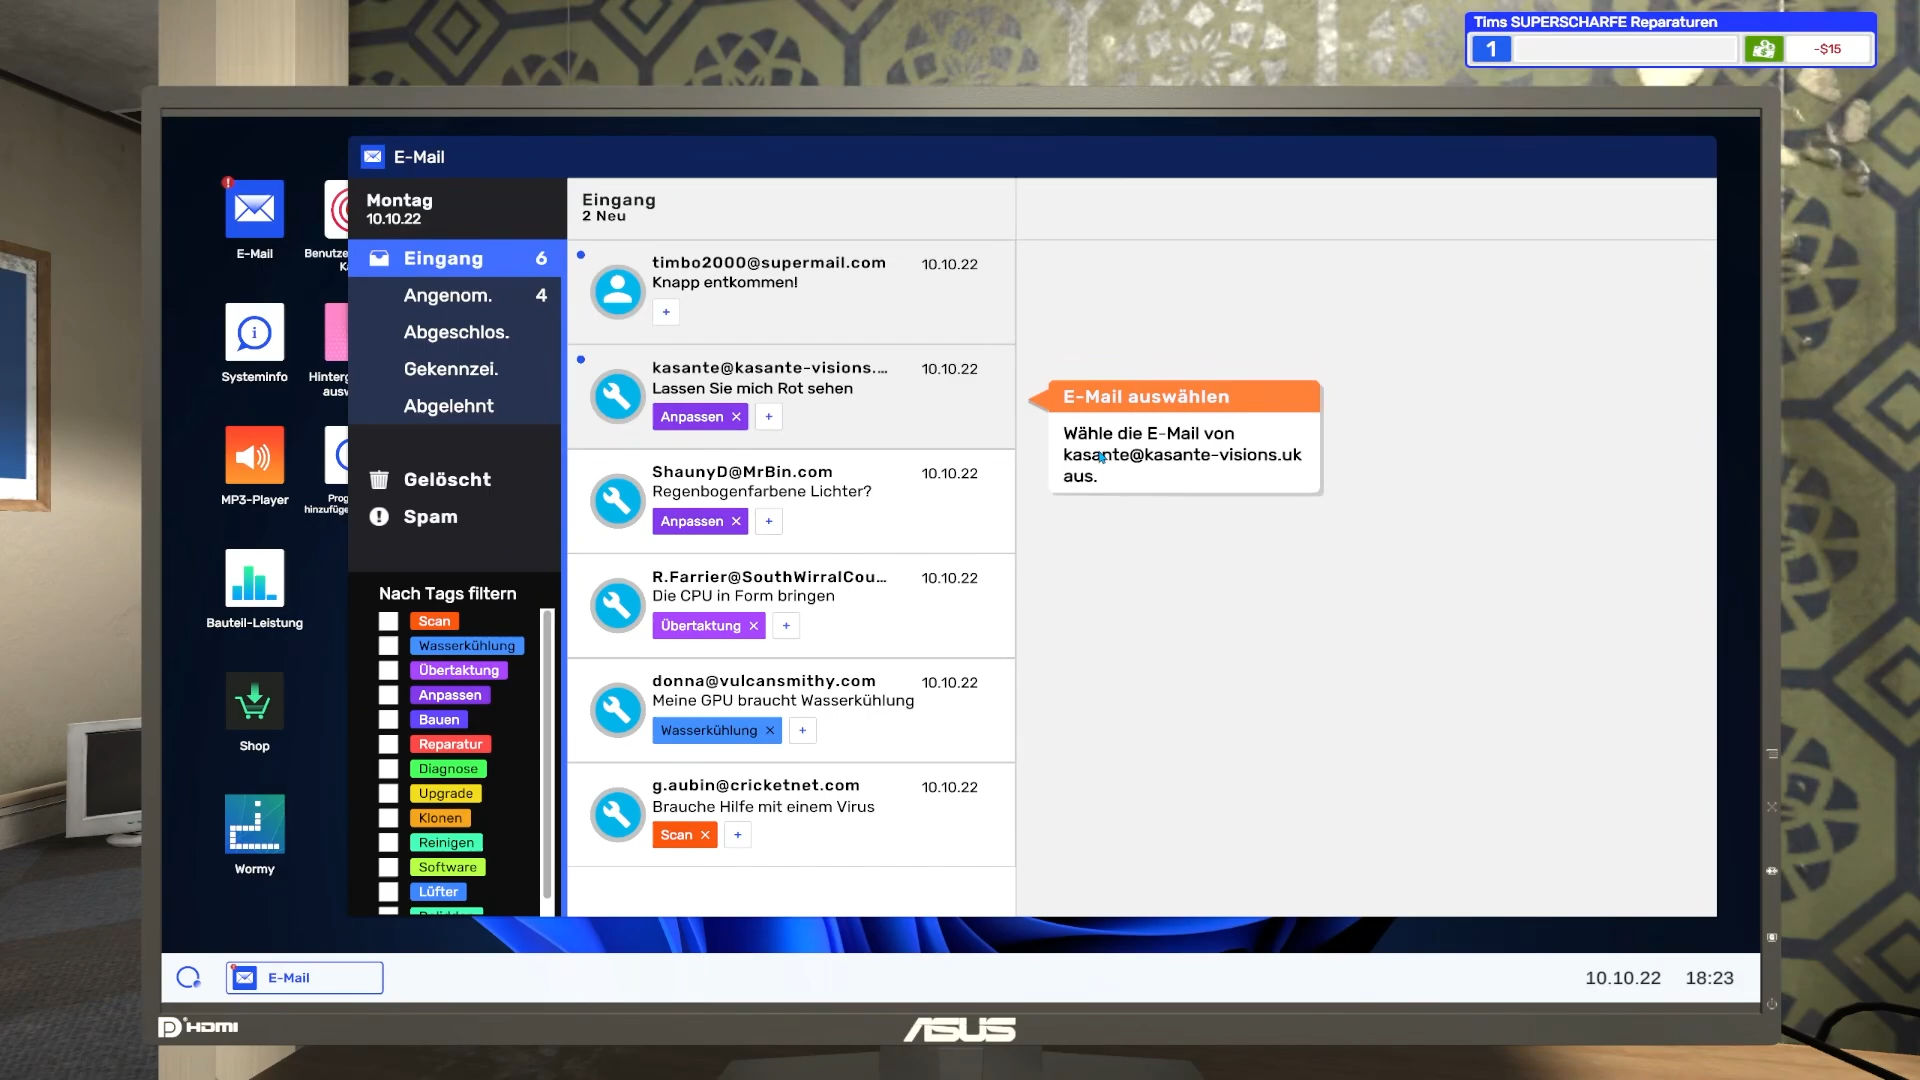 Tims SUPERSCHARFE Reparaturen
1
-$15
E-Mail
E-Mail
Systeminfo
MP3-Player
Bauteil-Leistung
Shop
Wormy
Benutze
K
Hinterg
ausw
Prog
hinzufüge
Montag
10.10.22
Eingang 6
Angenom. 4
Abgeschlos.
Gekennzei.
Abgelehnt
Gelöscht
Spam
Nach Tags filtern
Scan
Wasserkühlung
Übertaktung
Anpassen
Bauen
Reparatur
Diagnose
Upgrade
Klonen
Reinigen
Software
Lüfter
Eingang
2 Neu
timbo2000@supermail.com 10.10.22
Knapp entkommen!
+
kasante@kasante-visions.... 10.10.22
Lassen Sie mich Rot sehen
Anpassen × +
ShaunyD@MrBin.com 10.10.22
Regenbogenfarbene Lichter?
Anpassen × +
R.Farrier@SouthWirralCou... 10.10.22
Die CPU in Form bringen
Übertaktung × +
donna@vulcansmithy.com 10.10.22
Meine GPU braucht Wasserkühlung
Wasserkühlung × +
g.aubin@cricketnet.com 10.10.22
Brauche Hilfe mit einem Virus
Scan × +
E-Mail auswählen
Wähle die E-Mail von
kasante@kasante-visions.uk
aus.
E-Mail
10.10.22 18:23
HDMI
ASUS